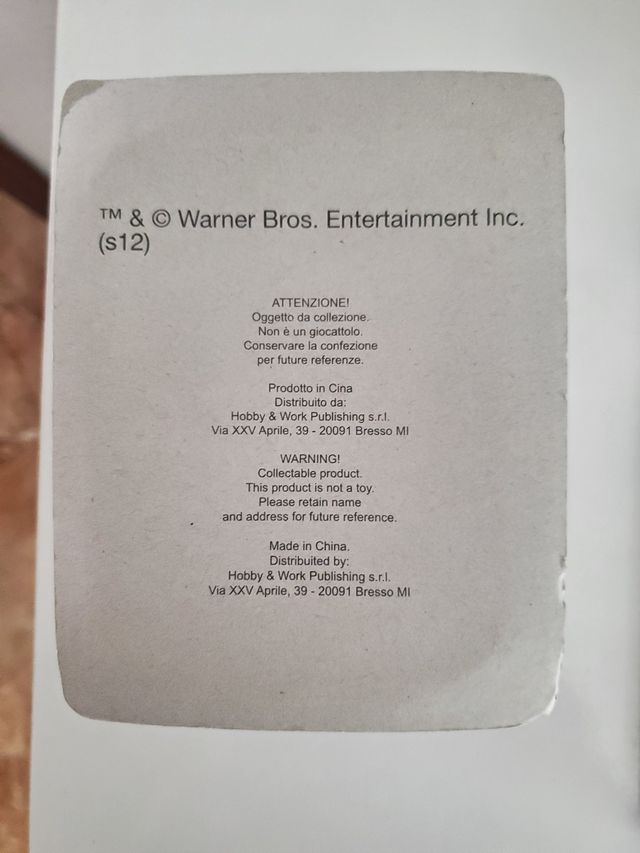 ™ & © Warner Bros. Entertainment Inc.
(s12)
ATTENZIONE!
Oggetto da collezione.
Non è un giocattolo.
Conservare la confezione
per future referenze.
Prodotto in Cina
Distribuito da:
Hobby & Work Publishing s.r.l.
Via XXV Aprile, 39 - 20091 Bresso MI
WARNING!
Collectable product.
This product is not a toy.
Please retain name
and address for future reference.
Made in China.
Distribuited by:
Hobby & Work Publishing s.r.l.
Via XXV Aprile, 39 - 20091 Bresso MI